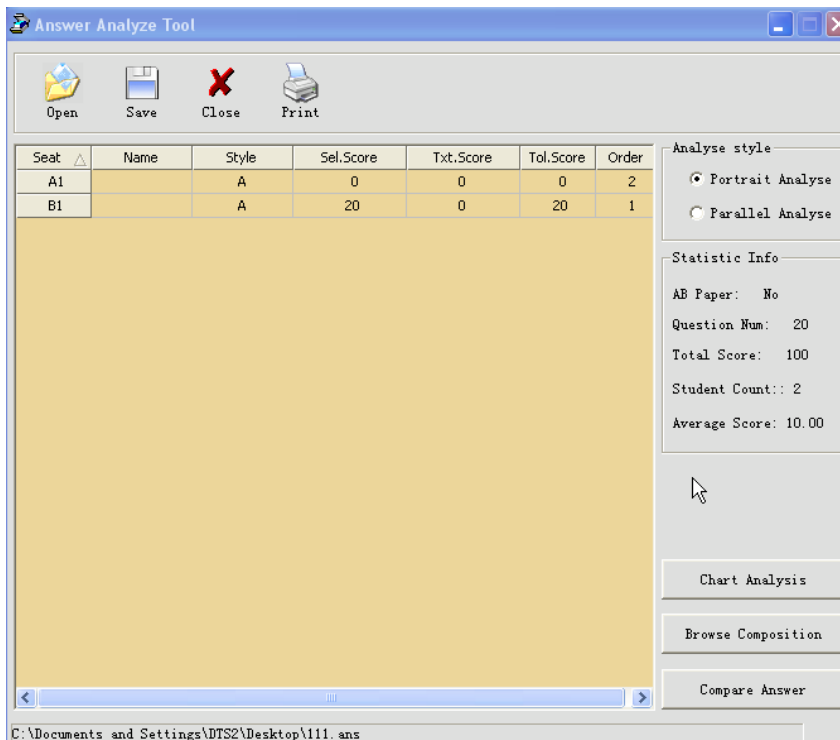 Answer Analyze Tool
Open Save Close Print
Seat Name Style Sel.Score Txt.Score Tol.Score Order
A1 A 0 0 0 2
B1 A 20 0 20 1
Analyse style
Portrait Analyse
Parallel Analyse
Statistic Info
AB Paper: No
Question Num: 20
Total Score: 100
Student Count:: 2
Average Score: 10.00
Chart Analysis
Browse Composition
Compare Answer
C:\Documents and Settings\DTS2\Desktop\111.ans